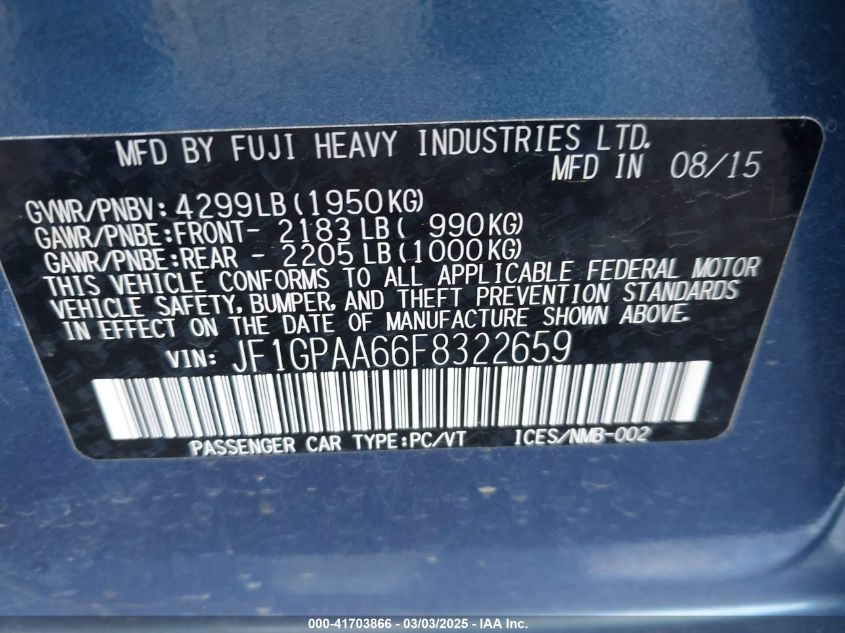 MFD BY FUJI HEAVY INDUSTRIES LTD.
MFD IN 08/15
GVWR/PNBV: 4299LB (1950KG)
GAWR/PNBE:FRONT- 2183 LB( 990KG)
GAWR/PNBE:REAR - 2205 LB (1000KG)
THIS VEHICLE CONFORMS TO ALL APPLICABLE FEDERAL MOTOR
VEHICLE SAFETY, BUMPER, AND THEFT PREVENTION STANDARDS
IN EFFECT ON THE DATE OF MANUFACTURE SHOWN ABOVE.
VIN: JF1GPAA66F8322659
PASSENGER CAR TYPE:PC/VT ICES/NMB-002
000-41703866 - 03/03/2025 - IAA Inc.